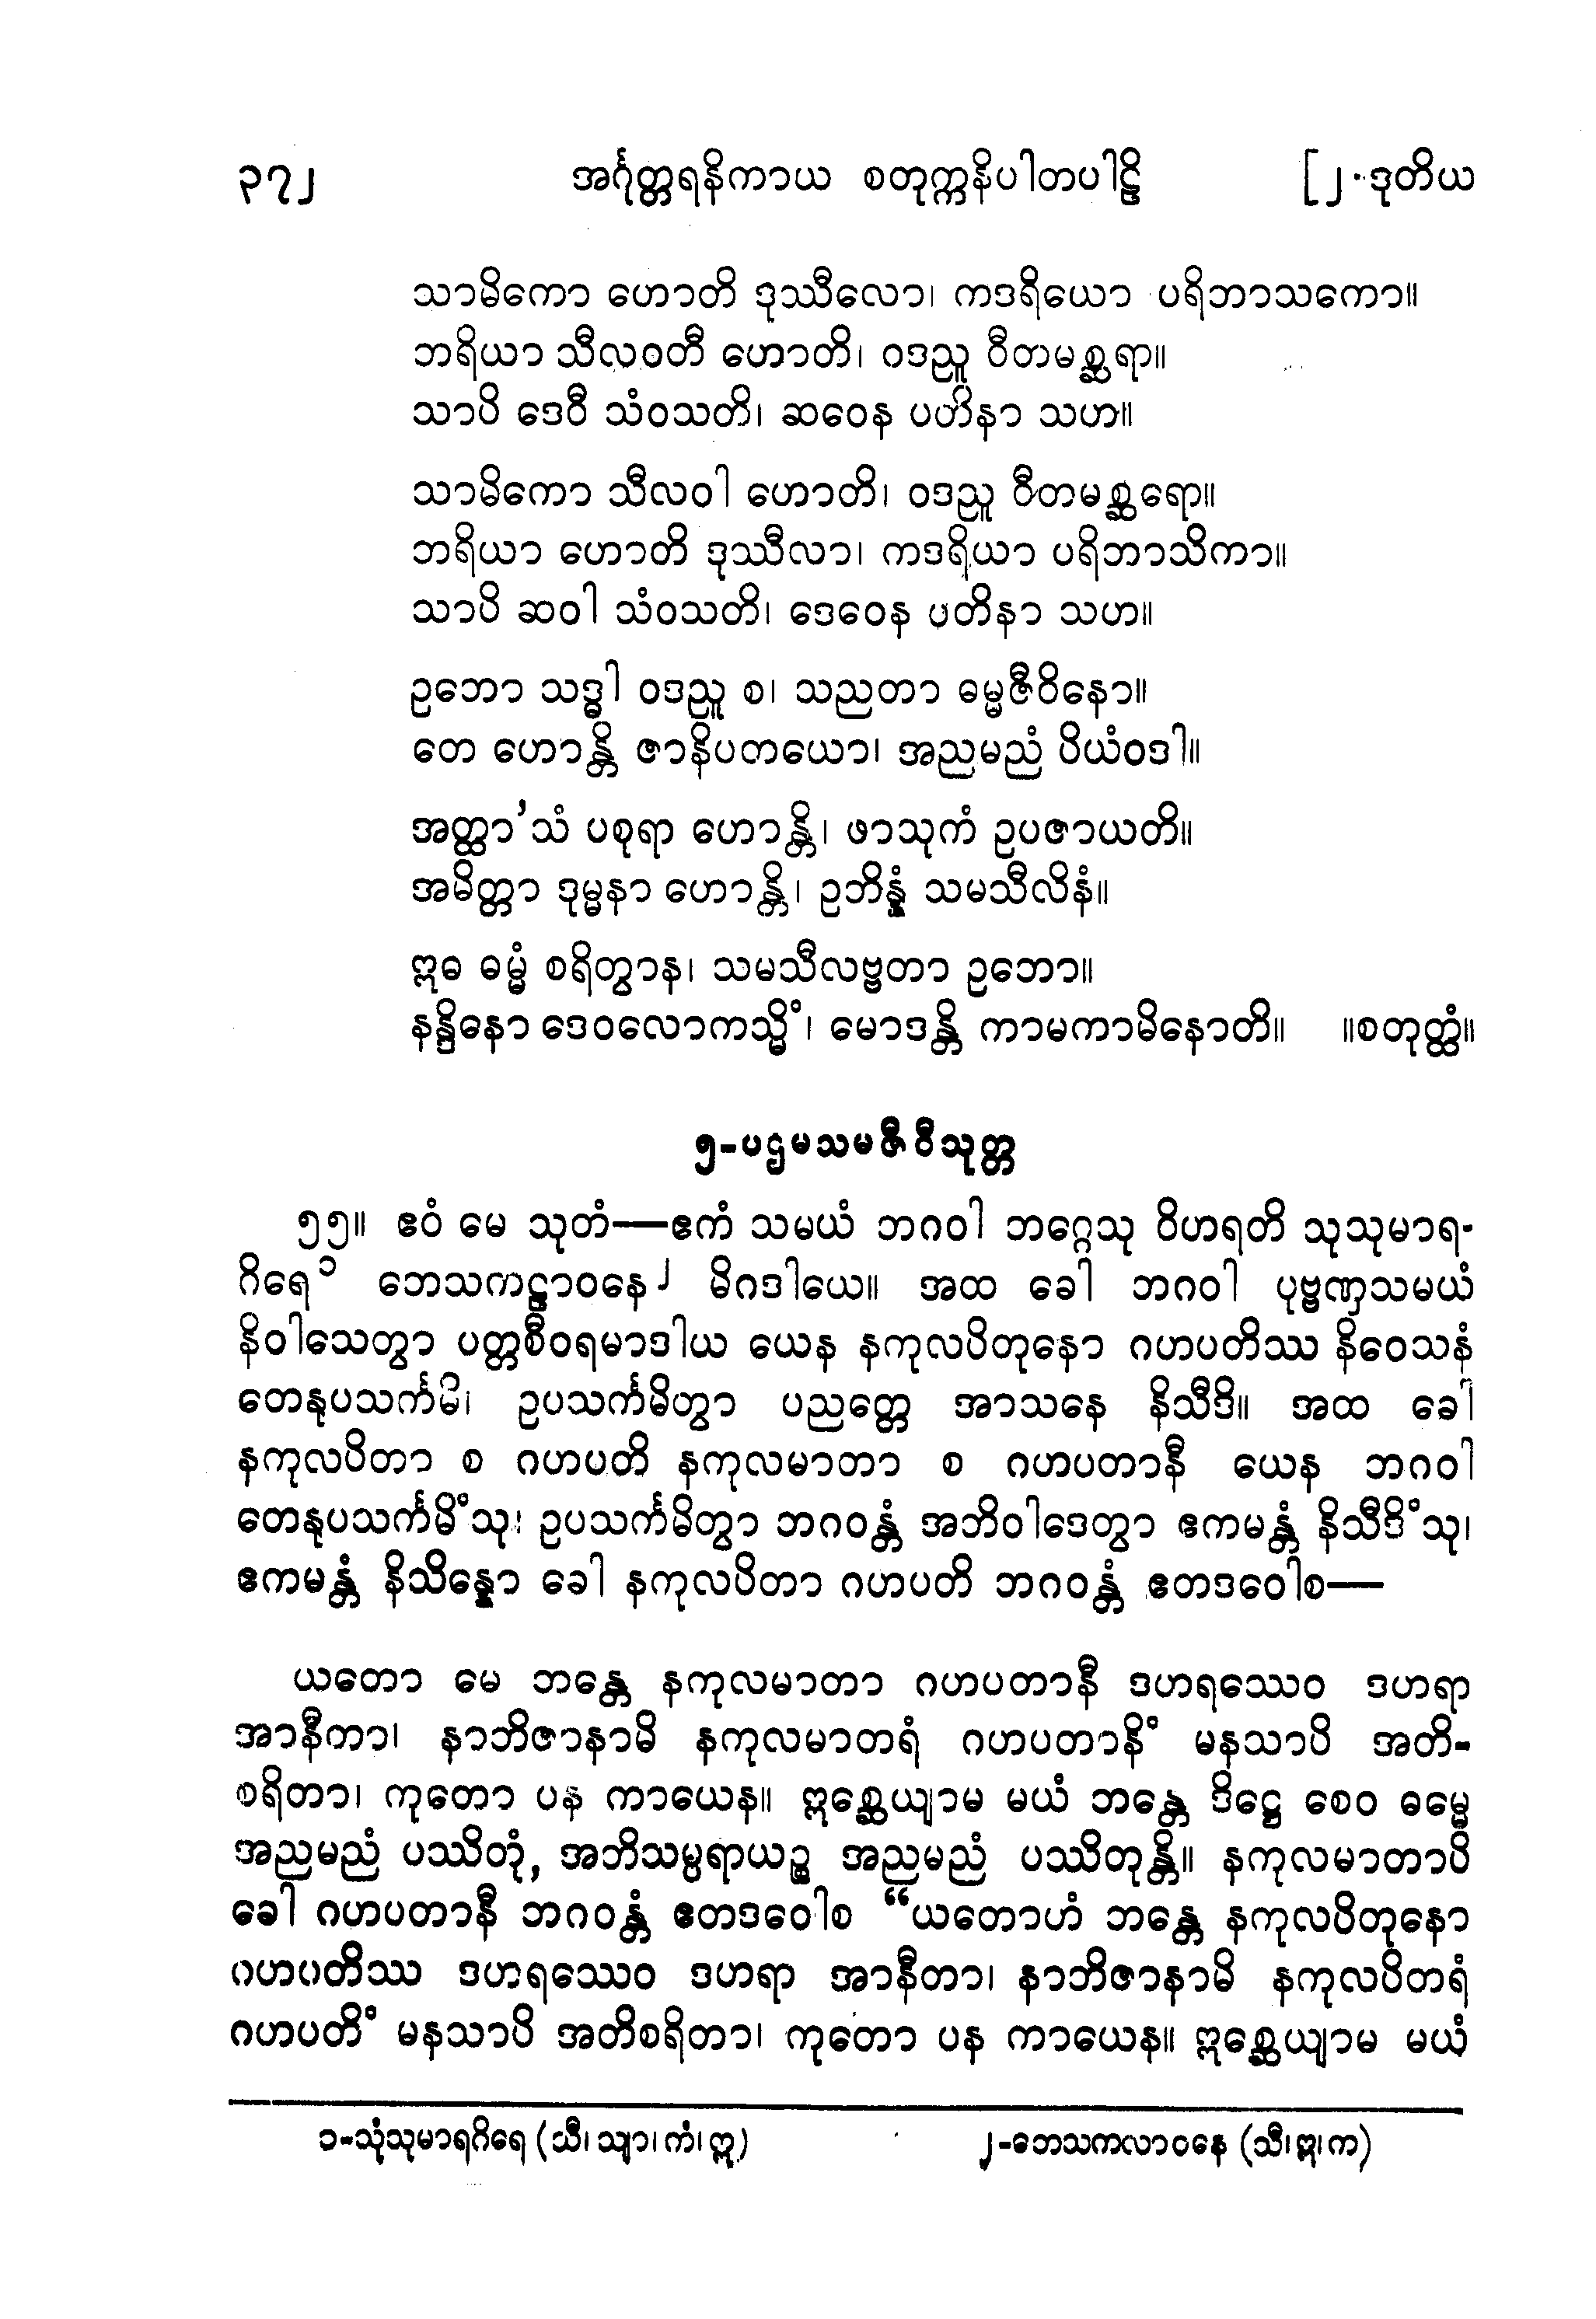 ၃၇၂ အင်္ဂုတ္တရနိကာယ စတုက္ကနိပါတပါဠိ [၂-ဒုတိယ
သာမိကော ဟောတိ ဒုဿီလော၊ ကဒရိယော ပရိဘာသကော။
ဘရိယာ သီလဝတီ ဟောတိ၊ ဝဒညူ ဝီတမစ္ဆရာ။
သာပိ ဒေဝီ သံဝသတိ၊ ဆဝေန ပတိနာ သဟ။
သာမိကော သီလဝါ ဟောတိ၊ ဝဒညူ ဝီတမစ္ဆရော။
ဘရိယာ ဟောတိ ဒုဿီလာ၊ ကဒရိယာ ပရိဘာသိကာ။
သာပိ ဆဝါ သံဝသတိ၊ ဒေဝေန ပတိနာ သဟ။
ဥဘော သဒ္ဓါ ဝဒညူ စ၊ သညတာ ဓမ္မဇီဝိနော။
တေ ဟောန္တိ ဇာနိပတယော၊ အညမညံ ပိယံဝဒါ။
အတ္ထာ’သံ ပစုရာ ဟောန္တိ၊ ဖာသုကံ ဥပဇာယတိ။
အမိတ္တာ ဒုမ္မနာ ဟောန္တိ၊ ဥဘိန္နံ သမသီလိနံ။
ဣဓ ဓမ္မံ စရိတွာန၊ သမသီလဗ္ဗတာ ဥဘော။
နန္ဒိနော ဒေဝလောကသ္မိံ၊ မောဒန္တိ ကာမကာမိနောတိ။ ။စတုတ္ထံ။
၅-ပဌမသမဇီဝီသုတ္တ
၅၅။ ဧဝံ မေ သုတံ—ဧကံ သမယံ ဘဂဝါ ဘဂ္ဂေသု ဝိဟရတိ သုသုမာရ-
ဂိရေ၁ ဘေသကဠာဝနေ၂ မိဂဒါယေ။ အထ ခေါ ဘဂဝါ ပုဗ္ဗဏှသမယံ
နိဝါသေတွာ ပတ္တစီဝရမာဒါယ ယေန နကုလပိတုနော ဂဟပတိဿ နိဝေသနံ
တေနုပသင်္ကမိ၊ ဥပသင်္ကမိတွာ ပညတ္တေ အာသနေ နိသီဒိ။ အထ ခေါ
နကုလပိတာ စ ဂဟပတိ နကုလမာတာ စ ဂဟပတာနီ ယေန ဘဂဝါ
တေနုပသင်္ကမိံသု၊ ဥပသင်္ကမိတွာ ဘဂဝန္တံ အဘိဝါဒေတွာ ဧကမန္တံ နိသီဒိံသု၊
ဧကမန္တံ နိသိန္နော ခေါ နကုလပိတာ ဂဟပတိ ဘဂဝန္တံ ဧတဒဝေါစ—
ယတော မေ ဘန္တေ နကုလမာတာ ဂဟပတာနီ ဒဟရဿေဝ ဒဟရာ
အာနီတာ၊ နာဘိဇာနာမိ နကုလမာတရံ ဂဟပတာနိံ မနသာပိ အတိ-
စရိတာ၊ ကုတော ပန ကာယေန။ ဣစ္ဆေယျာမ မယံ ဘန္တေ ဒိဋ္ဌေ စေဝ ဓမ္မေ
အညမညံ ပဿိတုံ, အဘိသမ္ပရာယဉ္စ အညမညံ ပဿိတုန္တိ။ နကုလမာတာပိ
ခေါ ဂဟပတာနီ ဘဂဝန္တံ ဧတဒဝေါစ “ယတောဟံ ဘန္တေ နကုလပိတုနော
ဂဟပတိဿ ဒဟရဿေဝ ဒဟရာ အာနီတာ၊ နာဘိဇာနာမိ နကုလပိတရံ
ဂဟပတိံ မနသာပိ အတိစရိတာ၊ ကုတော ပန ကာယေန။ ဣစ္ဆေယျာမ မယံ
၁-သုံသုမာရဂိရေ (သီ၊ သျာ၊ ကံ၊ ဣ) ၂-ဘေသကလာဝနေ (သီ၊ ဣ၊ က)